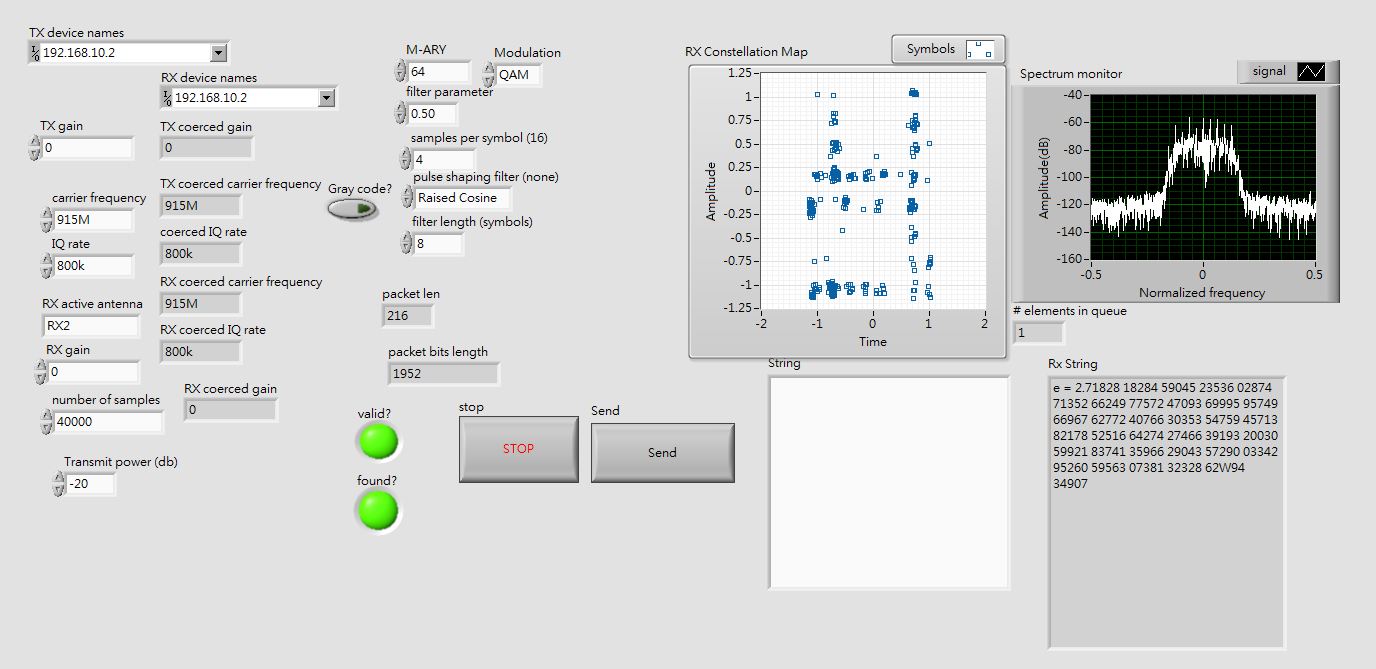 TX device names
192.168.10.2
RX device names
192.168.10.2
TX gain
0
TX coerced gain
0
carrier frequency
915M
TX coerced carrier frequency
915M
IQ rate
800k
coerced IQ rate
800k
RX coerced carrier frequency
915M
RX active antenna
RX2
RX coerced IQ rate
800k
RX gain
0
RX coerced gain
0
number of samples
40000
Transmit power (db)
-20
M-ARY
64
Modulation
QAM
filter parameter
0.50
samples per symbol (16)
4
pulse shaping filter (none)
Raised Cosine
Gray code?
filter length (symbols)
8
packet len
216
packet bits length
1952
valid?
found?
stop
STOP
Send
Send
RX Constellation Map
Symbols
1.25
1
0.75
0.5
0.25
0
-0.25
-0.5
-0.75
-1
-1.25
Amplitude
-2 -1 0 1 2
Time
Spectrum monitor
signal
-40
-60
-80
-100
-120
-140
-160
Amplitude(dB)
-0.5 0 0.5
Normalized frequency
# elements in queue
1
String
Rx String
e = 2.71828 18284 59045 23536 02874
71352 66249 77572 47093 69995 95749
66967 62772 40766 30353 54759 45713
82178 52516 64274 27466 39193 20030
59921 83741 35966 29043 57290 03342
95260 59563 07381 32328 62W94
34907